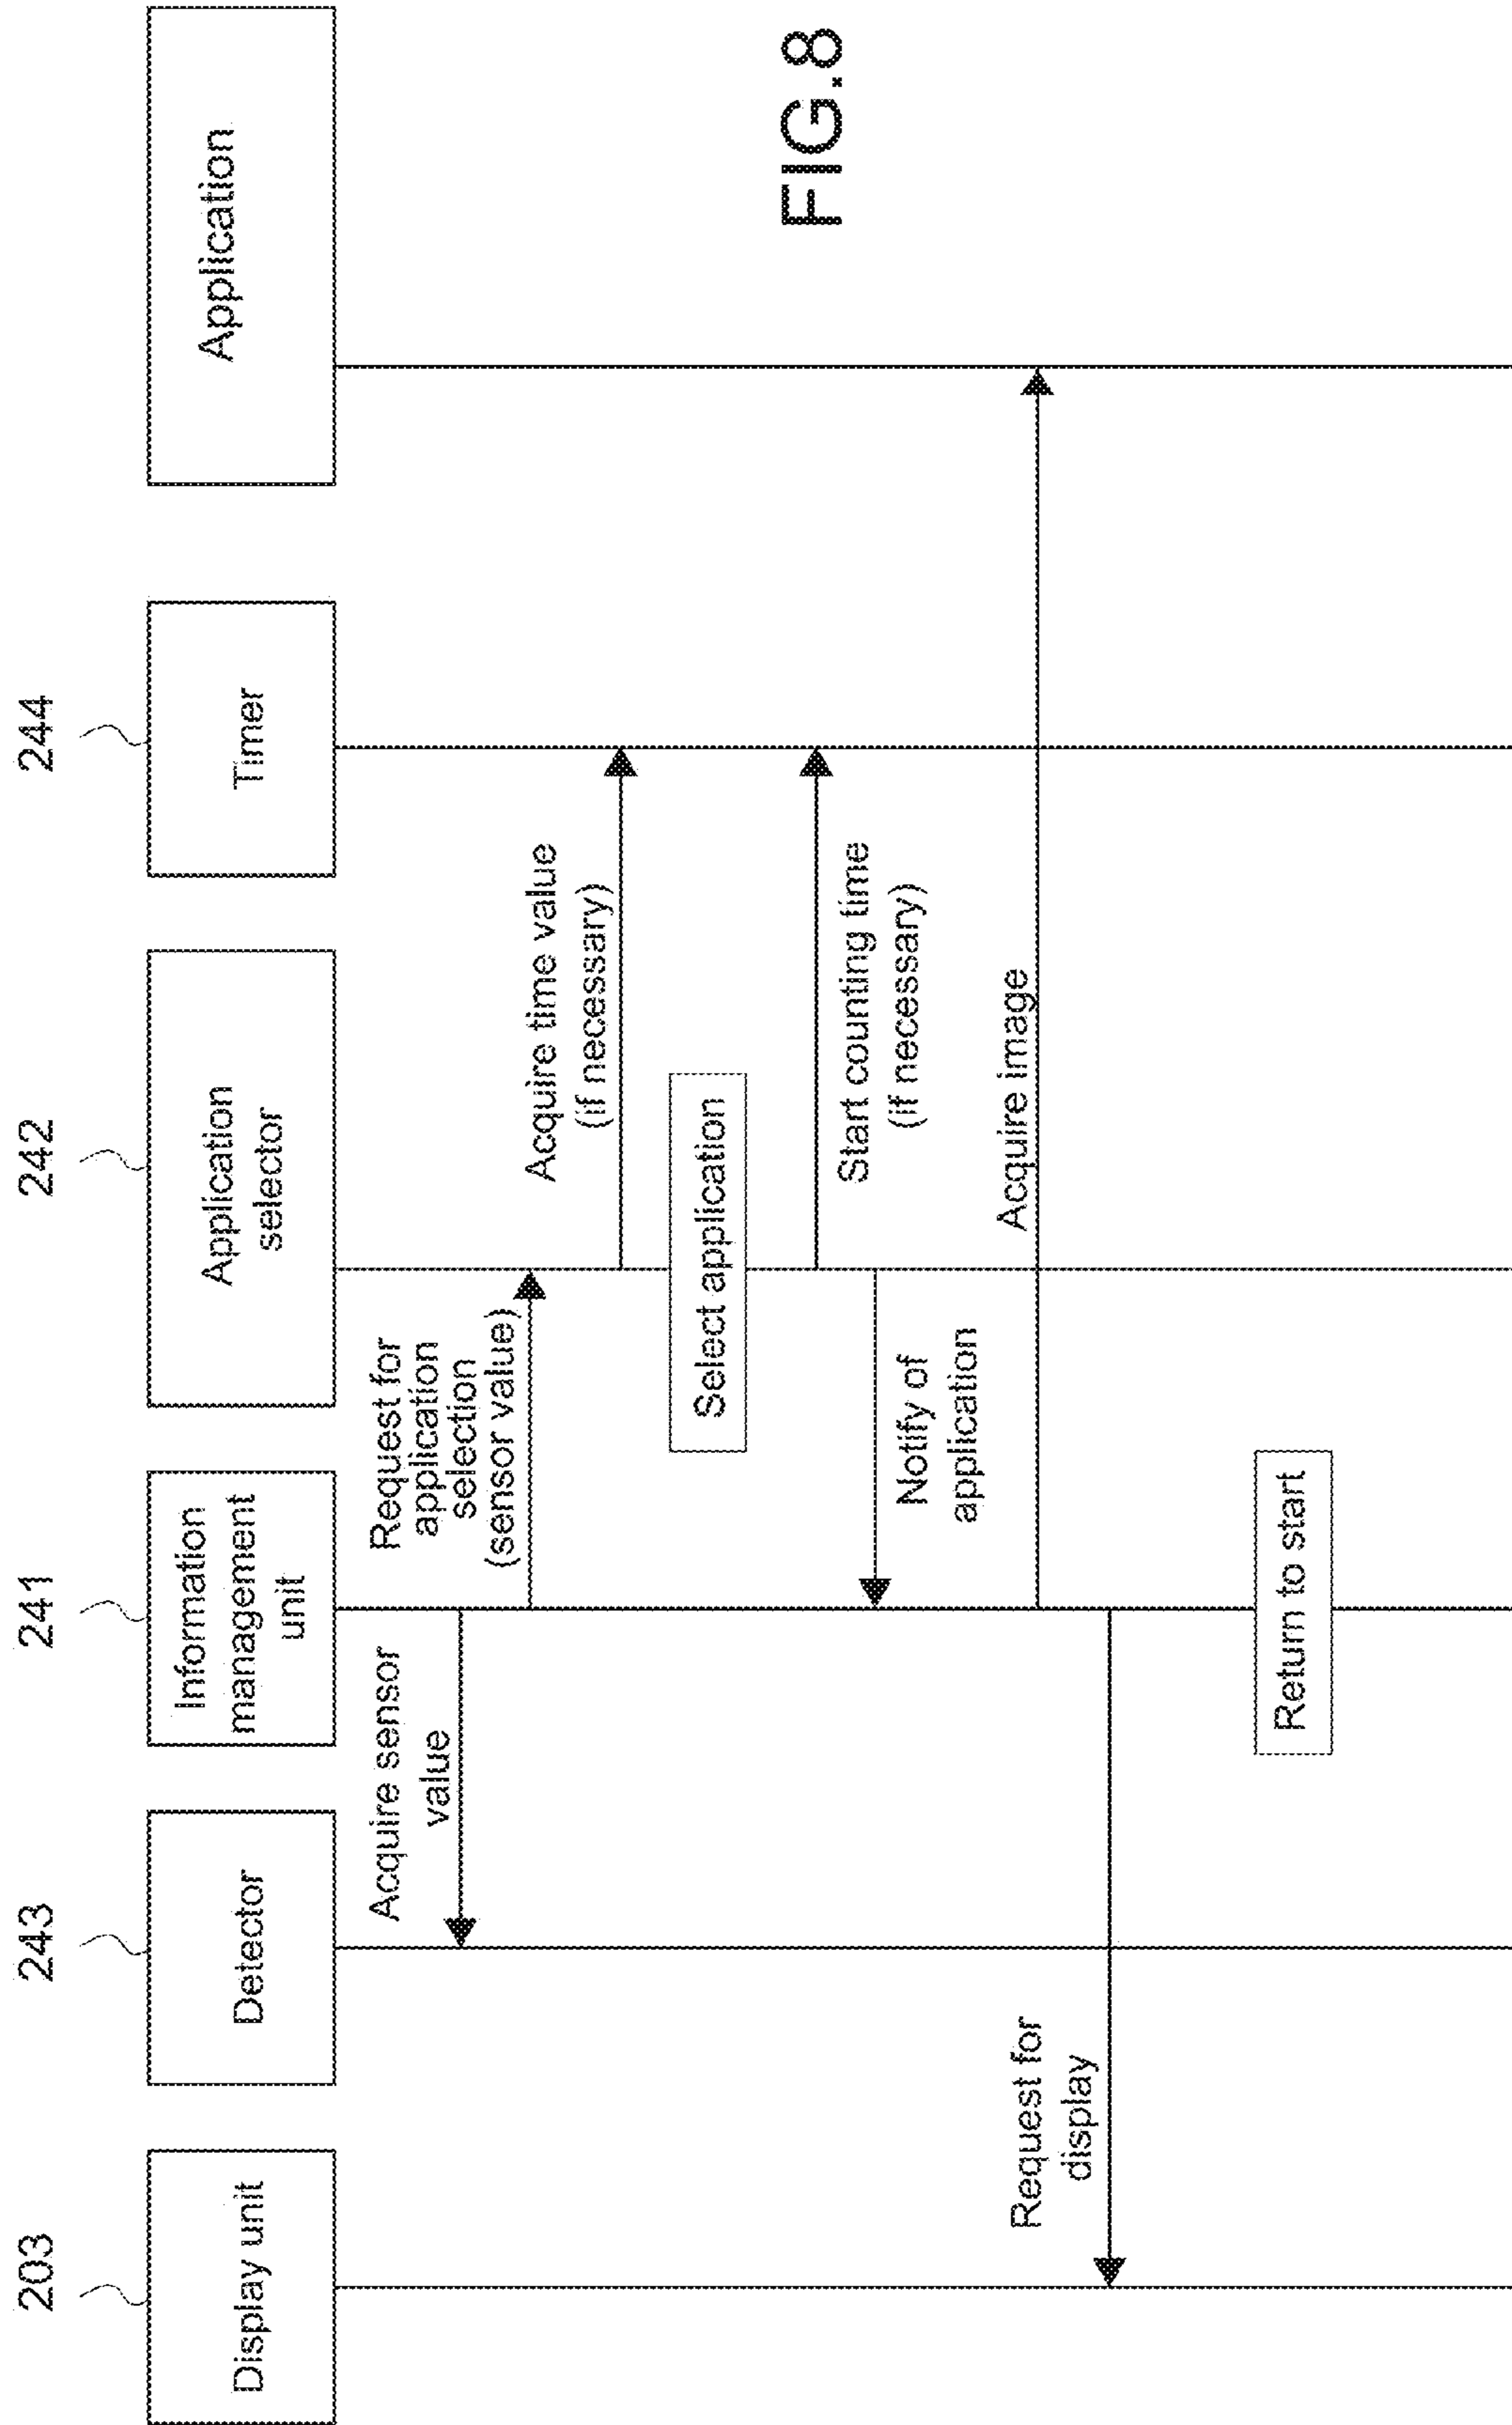 203
243
241
242
244
Display unit
Detector
Information
management
unit
Application
selector
Timer
Application
Acquire sensor
value
Request for
application
selection
(sensor value)
Acquire time value
(if necessary)
Select application
Start counting time
(if necessary)
Notify of
application
Acquire image
Request for
display
Return to start
FIG.8